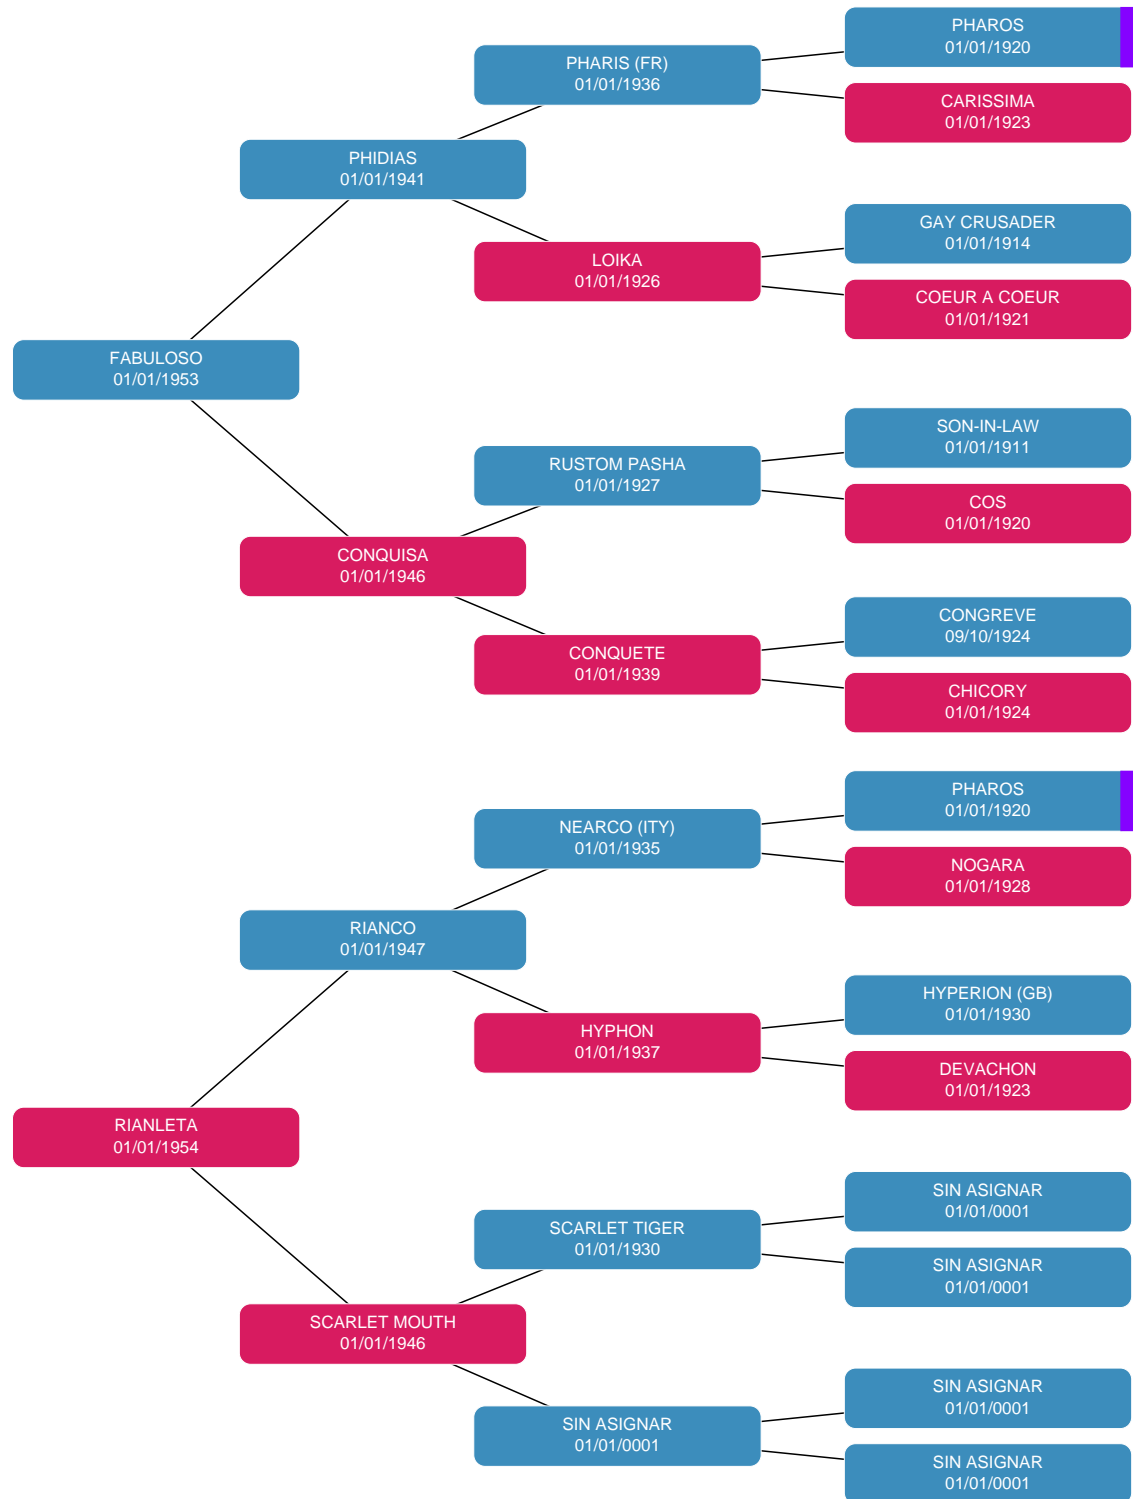 PHAROS
01/01/1920
PHARIS (FR)
01/01/1936
CARISSIMA
01/01/1923
PHIDIAS
01/01/1941
GAY CRUSADER
01/01/1914
LOIKA
01/01/1926
COEUR A COEUR
01/01/1921
FABULOSO
01/01/1953
SON-IN-LAW
01/01/1911
RUSTOM PASHA
01/01/1927
COS
01/01/1920
CONQUISA
01/01/1946
CONGREVE
09/10/1924
CONQUETE
01/01/1939
CHICORY
01/01/1924
PHAROS
01/01/1920
NEARCO (ITY)
01/01/1935
NOGARA
01/01/1928
RIANCO
01/01/1947
HYPERION (GB)
01/01/1930
HYPHON
01/01/1937
DEVACHON
01/01/1923
RIANLETA
01/01/1954
SIN ASIGNAR
01/01/0001
SCARLET TIGER
01/01/1930
SIN ASIGNAR
01/01/0001
SCARLET MOUTH
01/01/1946
SIN ASIGNAR
01/01/0001
SIN ASIGNAR
01/01/0001
SIN ASIGNAR
01/01/0001